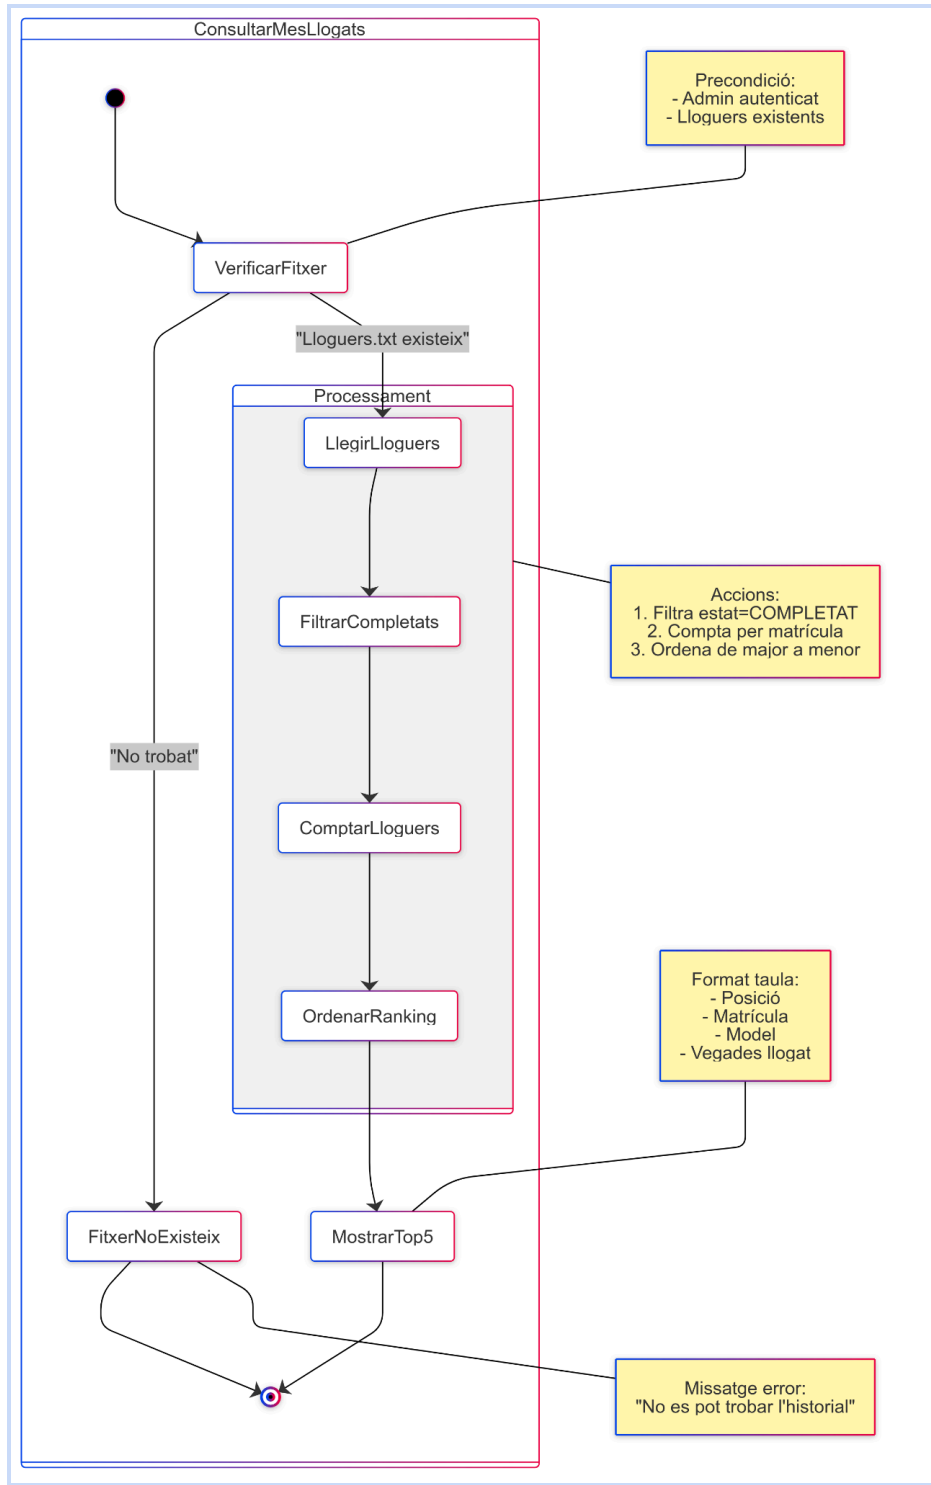 ConsultarMesLlogats
Precondició:
- Admin autenticat
- Lloguers existents
VerificarFitxer
"Lloguers.txt existeix"
Processament
LlegirLloguers
Accions:
1. Filtra estat=COMPLETAT
2. Compta per matrícula
3. Ordena de major a menor
FiltrarCompletats
"No trobat"
ComptarLloguers
Format taula:
- Posició
- Matrícula
- Model
- Vegades llogat
OrdenarRanking
FitxerNoExisteix
MostrarTop5
Missatge error:
"No es pot trobar l'historial"